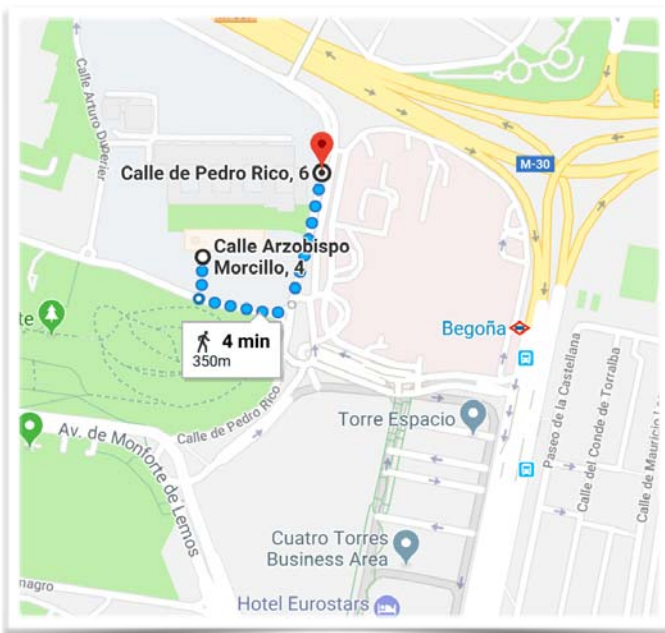 M-30
Calle Arturo Duperier
Calle de Pedro Rico, 6
Calle Arzobispo
Morcillo, 4
4 min
350m
Begoña
Calle de Pedro Rico
Torre Espacio
Av. de Monforte de Lemos
Paseo de la Castellana
Calle del Conde de Torralba
Calle de Mauricio
Cuatro Torres
Business Area
Hotel Eurostars